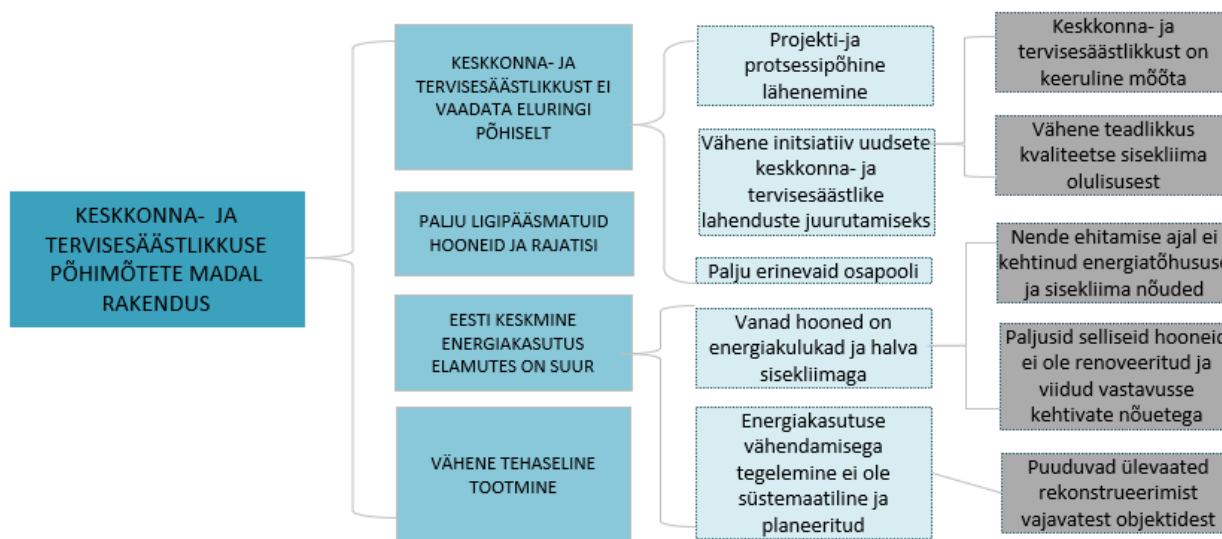 KESKKONNA- JA
TERVISESÄÄSTLIKKUSE
PÕHIMÕTETE MADAL
RAKENDUS
KESKKONNA- JA
TERVISESÄÄSTLIKKUST EI
VAADATA ELURINGI
PÕHISELT
PALJU LIGIPÄÄSMATUID
HOONEID JA RAJATISI
EESTI KESKMINE
ENERGIAKASUTUS
ELAMUTES ON SUUR
VÄHENE TEHASELINE
TOOTMINE
Projekti-ja
protsessipõhine
lähenemine
Vähene initsiatiiv uudsete
keskkonna- ja
tervisesäästlike
lahenduste juurutamiseks
Palju erinevaid osapooli
Vanad hooned on
energiakulukad ja halva
sisekliimaga
Energiakasutuse
vähendamisega
tegelemine ei ole
süstemaatiline ja
planeeritud
Keskkonna- ja
tervisesäästlikkust on
keeruline mõõta
Vähene teadlikkus
kvaliteetse sisekliima
olulisusest
Nende ehitamise ajal ei
kehtinud energiatõhususe
ja sisekliima nõuded
Paljusid selliseid hooneid
ei ole renoveeritud ja
viidud vastavusse
kehtivate nõuetega
Puuduvad ülevaated
rekonstrueerimist
vajavatest objektidest